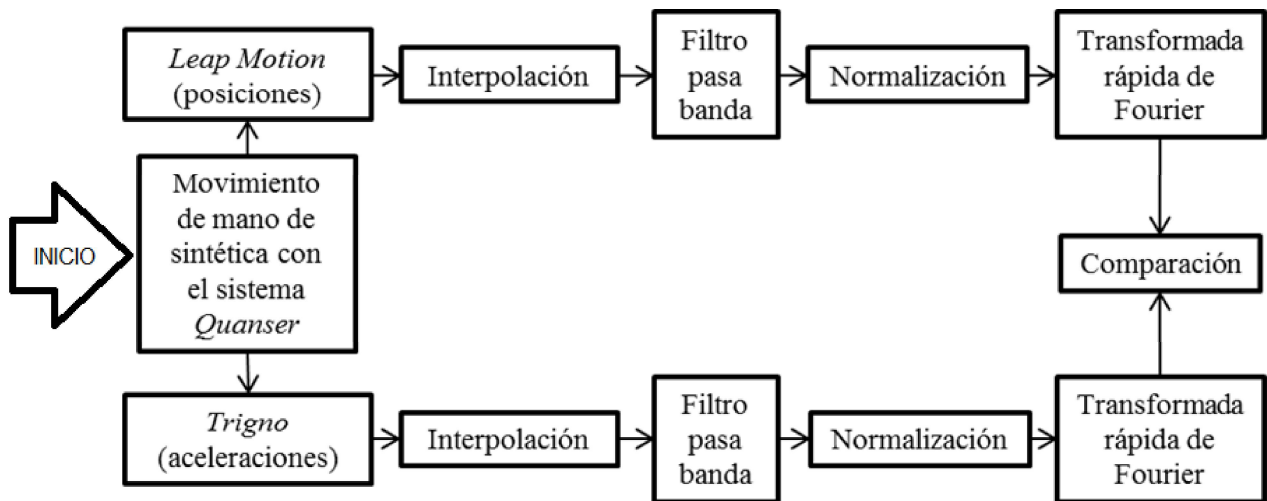 INICIO
Movimiento
de mano de
sintética con
el sistema
Quanser
Leap Motion
(posiciones)
Interpolación
Filtro
pasa
banda
Normalización
Transformada
rápida de
Fourier
Trigno
(aceleraciones)
Interpolación
Filtro
pasa
banda
Normalización
Transformada
rápida de
Fourier
Comparación